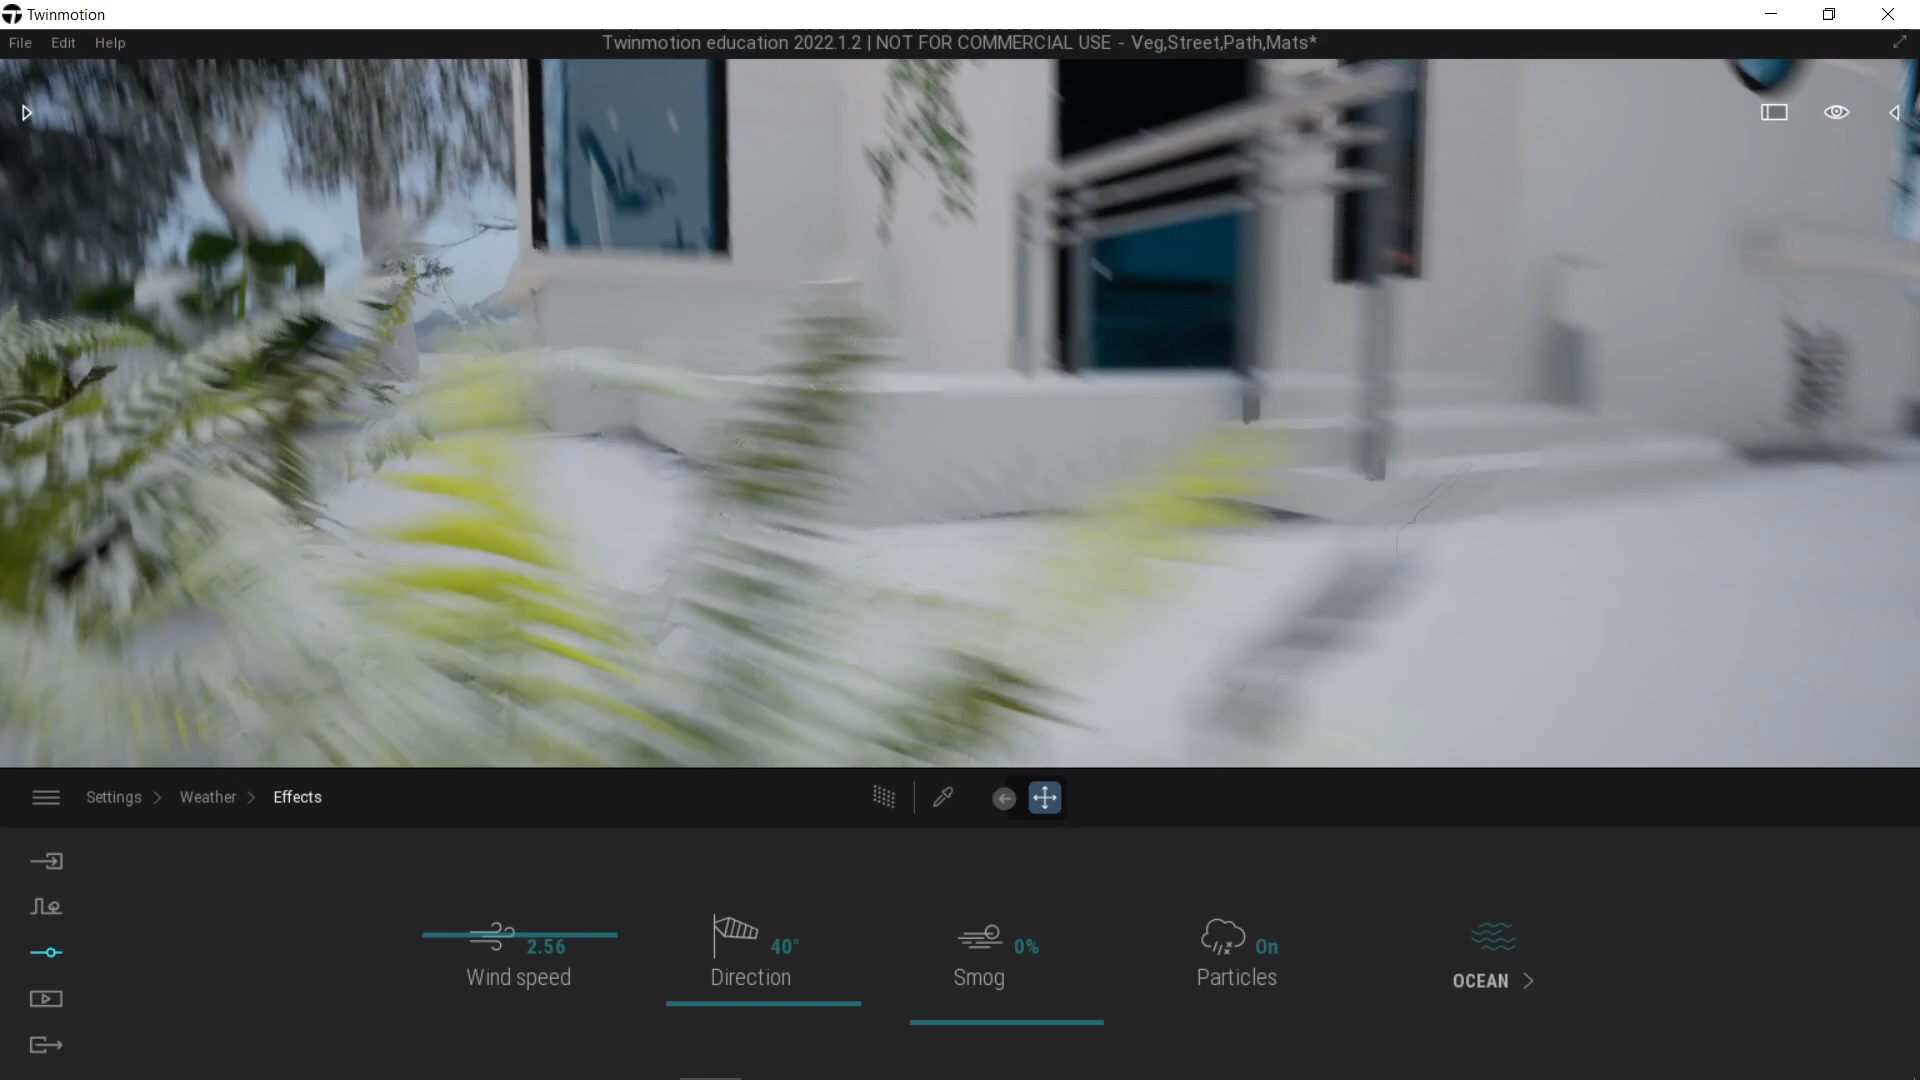 Twinmotion
File Edit Help
Twinmotion education 2022.1.2 | NOT FOR COMMERCIAL USE - Veg,Street,Path,Mats*
Settings Weather Effects
2.56
Wind speed
40°
Direction
0%
Smog
On
Particles
OCEAN